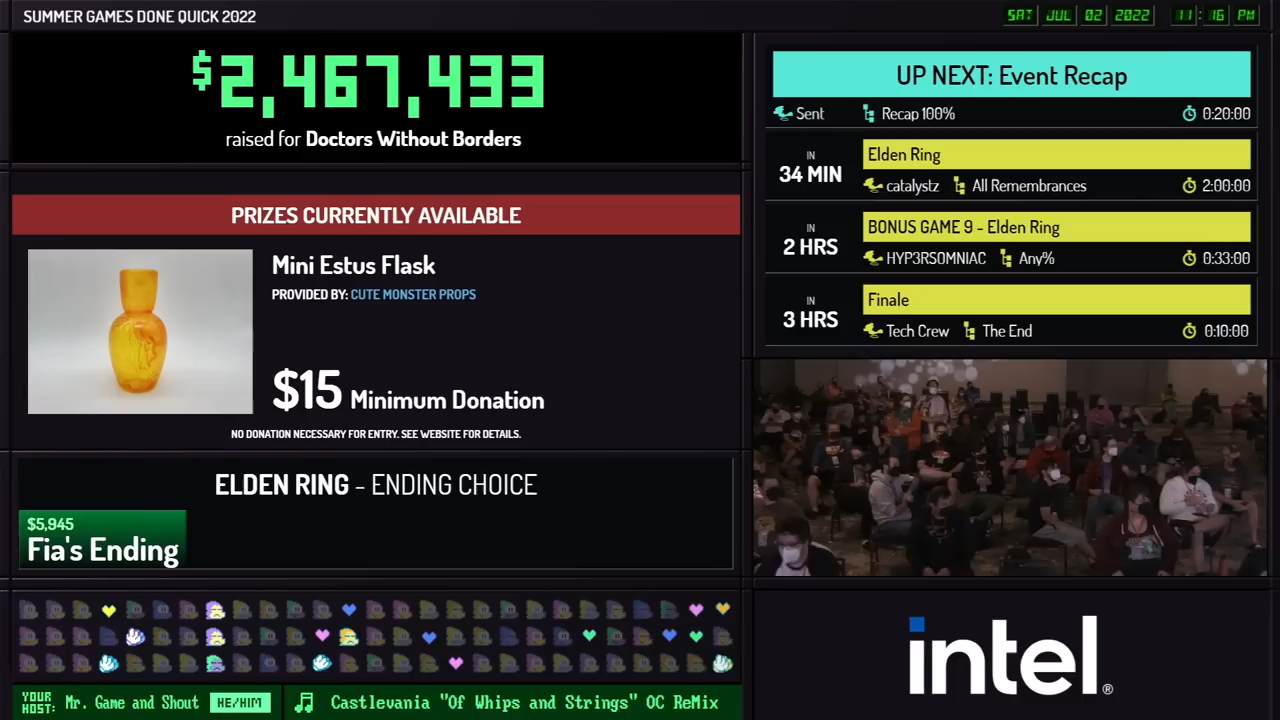 SUMMER GAMES DONE QUICK 2022
SAT JUL 02 2022 11:16 PM
$2,467,433
raised for Doctors Without Borders
PRIZES CURRENTLY AVAILABLE
Mini Estus Flask
PROVIDED BY: CUTE MONSTER PROPS
$15 Minimum Donation
NO DONATION NECESSARY FOR ENTRY. SEE WEBSITE FOR DETAILS.
ELDEN RING - ENDING CHOICE
$5,945
Fia's Ending
YOUR HOST: Mr. Game and Shout HE/HIM
Castlevania "Of Whips and Strings" OC ReMix
UP NEXT: Event Recap
Sent Recap 100% 0:20:00
IN 34 MIN
Elden Ring
catalystz All Remembrances 2:00:00
IN 2 HRS
BONUS GAME 9 - Elden Ring
HYP3RSOMNIAC Any% 0:33:00
IN 3 HRS
Finale
Tech Crew The End 0:10:00
intel®